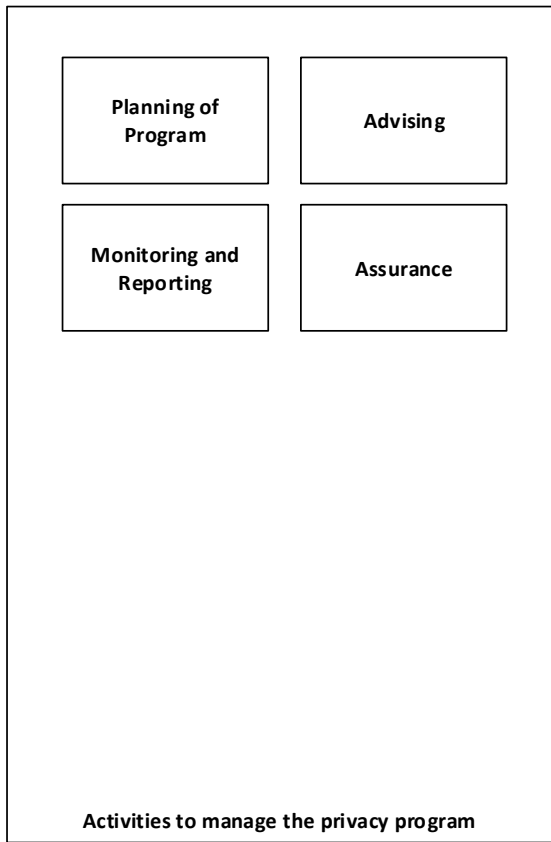 Planning of
Program
Advising
Monitoring and
Reporting
Assurance
Activities to manage the privacy program